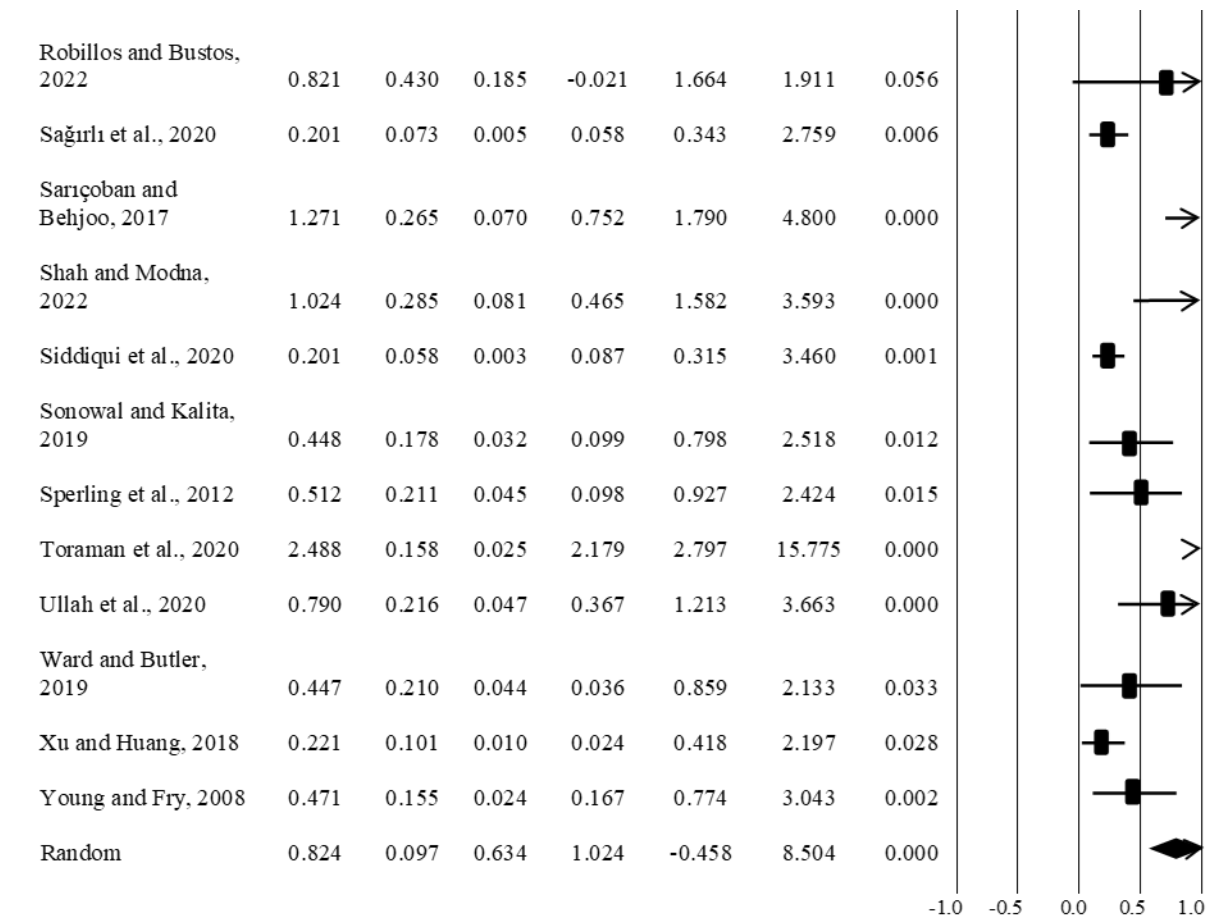 Robillos and Bustos,
2022 0.821 0.430 0.185 -0.021 1.664 1.911 0.056
Sağırlı et al., 2020 0.201 0.073 0.005 0.058 0.343 2.759 0.006
Sarıçoban and
Behjoo, 2017 1.271 0.265 0.070 0.752 1.790 4.800 0.000
Shah and Modna,
2022 1.024 0.285 0.081 0.465 1.582 3.593 0.000
Siddiqui et al., 2020 0.201 0.058 0.003 0.087 0.315 3.460 0.001
Sonowal and Kalita,
2019 0.448 0.178 0.032 0.099 0.798 2.518 0.012
Sperling et al., 2012 0.512 0.211 0.045 0.098 0.927 2.424 0.015
Toraman et al., 2020 2.488 0.158 0.025 2.179 2.797 15.775 0.000
Ullah et al., 2020 0.790 0.216 0.047 0.367 1.213 3.663 0.000
Ward and Butler,
2019 0.447 0.210 0.044 0.036 0.859 2.133 0.033
Xu and Huang, 2018 0.221 0.101 0.010 0.024 0.418 2.197 0.028
Young and Fry, 2008 0.471 0.155 0.024 0.167 0.774 3.043 0.002
Random 0.824 0.097 0.634 1.024 -0.458 8.504 0.000
-1.0 -0.5 0.0 0.5 1.0